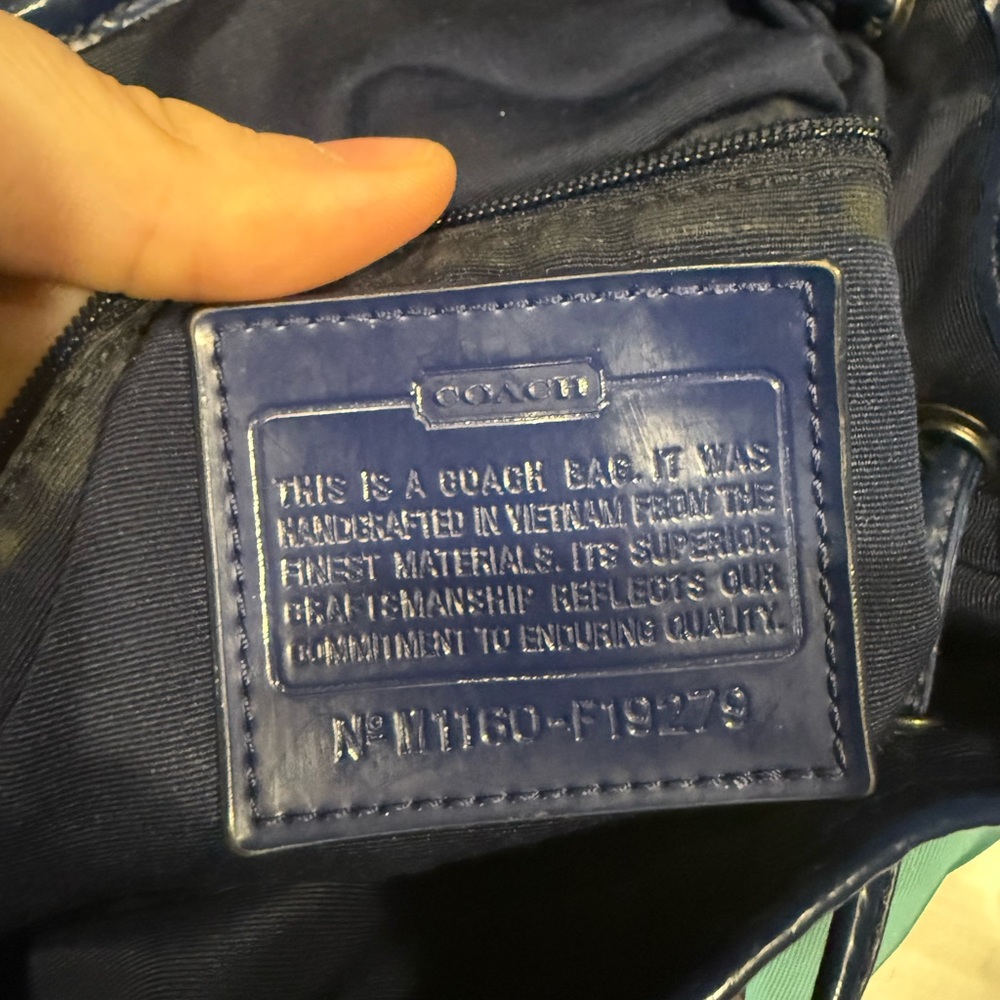 COACH
THIS IS A COACH BAG. IT WAS
HANDCRAFTED IN VIETNAM FROM THE
FINEST MATERIALS. ITS SUPERIOR
CRAFTSMANSHIP REFLECTS OUR
COMMITMENT TO ENDURING QUALITY.
Nº M1160-F19279